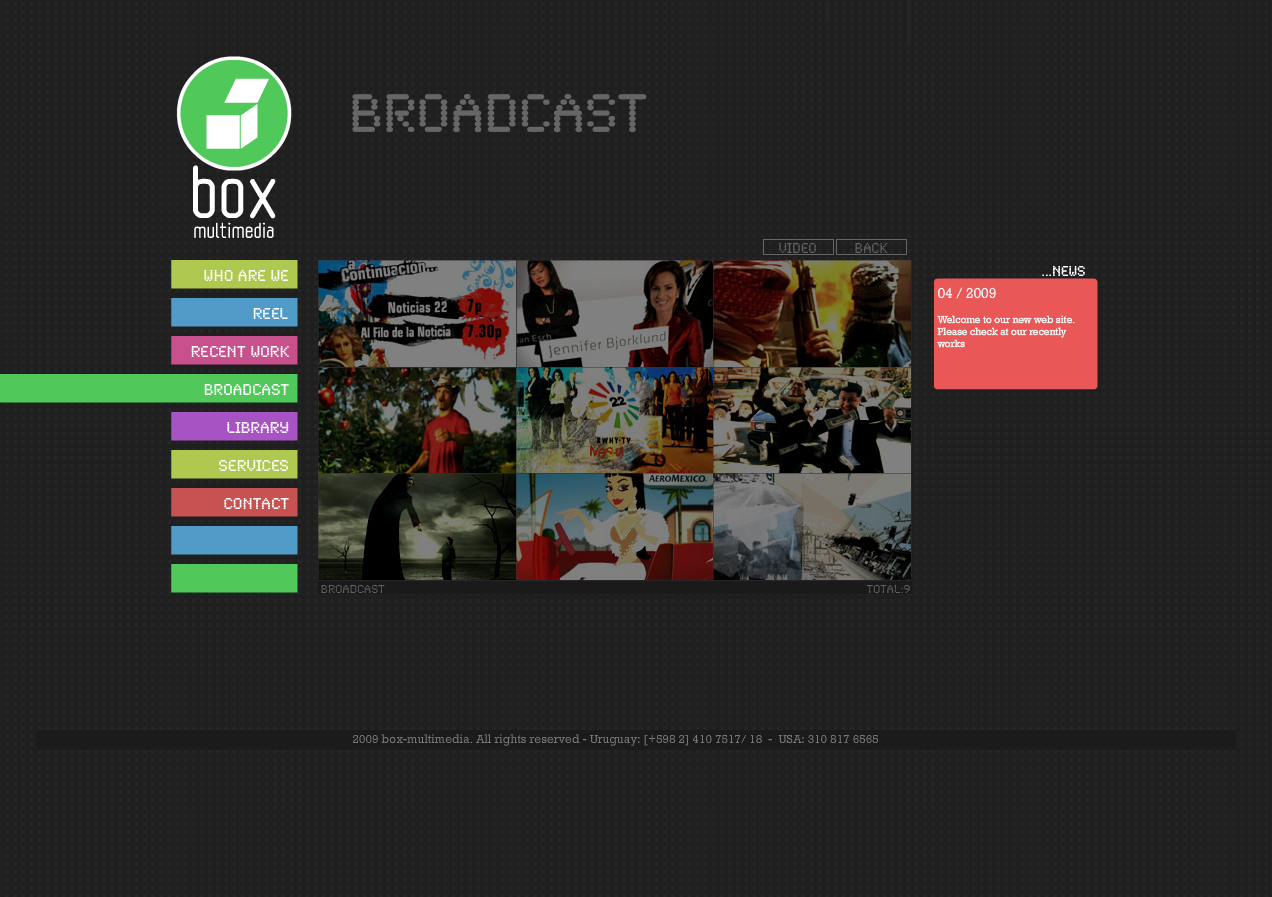 BROADCAST
box
multimedia
VIDEO BACK
WHO ARE WE
REEL
RECENT WORK
BROADCAST
LIBRARY
SERVICES
CONTACT
a
Continuación...
Noticias 22 7p
Al Filo de la Noticia 7.30p
an Esch
Jennifer Bjorklund
22
KWHY-TV
AEROMEXICO.
BROADCAST TOTAL:9
...NEWS
04 / 2009
Welcome to our new web site.
Please check at our recently
works
2009 box-multimedia. All rights reserved - Uruguay: [+598 2] 410 7517/ 18 - USA: 310 817 6565